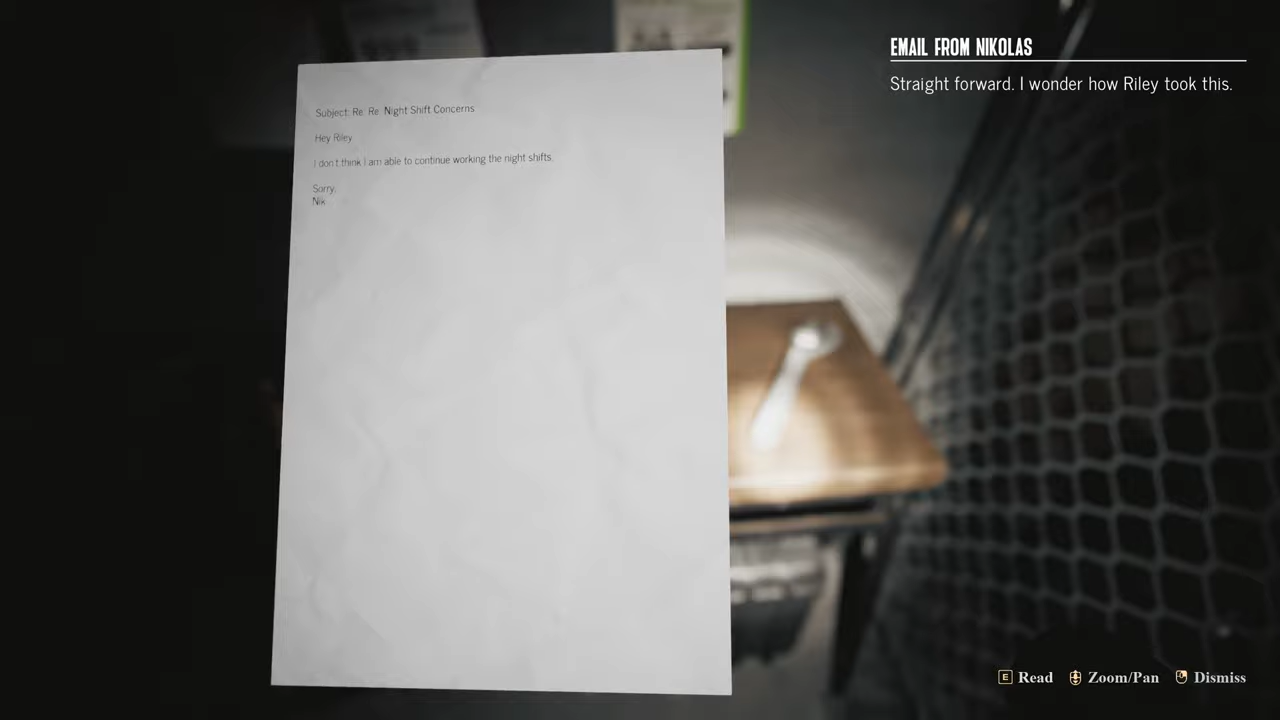 Subject: Re: Re: Night Shift Concerns
Hey Riley
I don't think I am able to continue working the night shifts.
Sorry,
Nik
EMAIL FROM NIKOLAS
Straight forward. I wonder how Riley took this.
E Read Zoom/Pan Dismiss